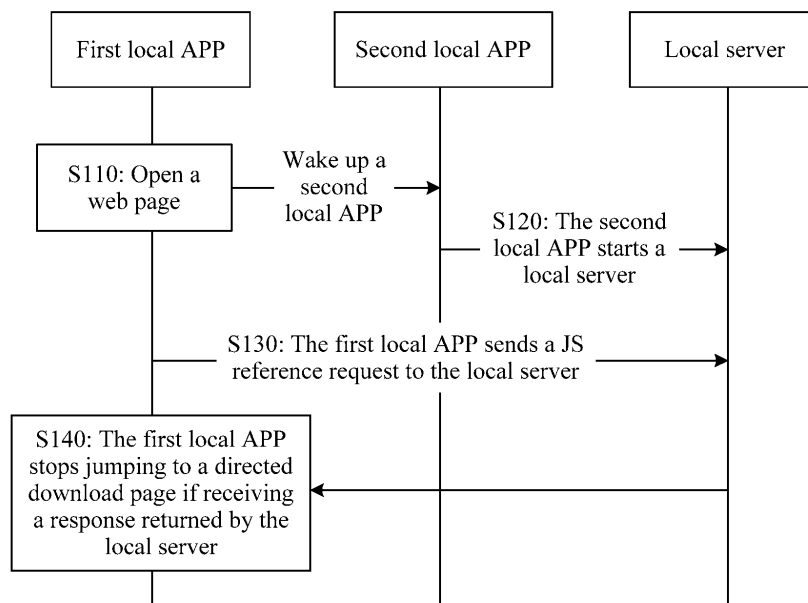 First local APP
Second local APP
Local server
S110: Open a
web page
Wake up a
second
local APP
S120: The second
local APP starts a
local server
S130: The first local APP sends a JS
reference request to the local server
S140: The first local APP
stops jumping to a directed
download page if receiving
a response returned by the
local server